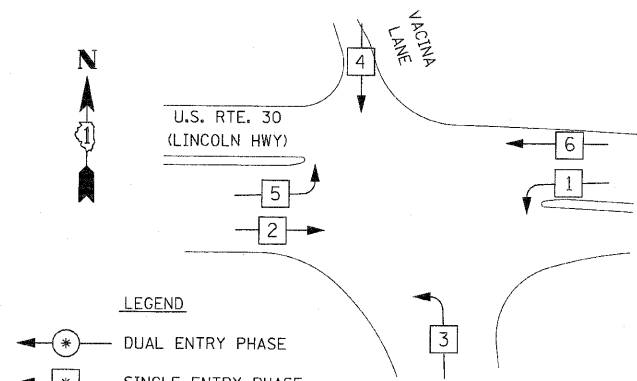 N
1
VACINA
LANE
4
U.S. RTE. 30
(LINCOLN HWY)
6
1
5
2
3
LEGEND
* DUAL ENTRY PHASE
* SINGLE ENTRY PHASE